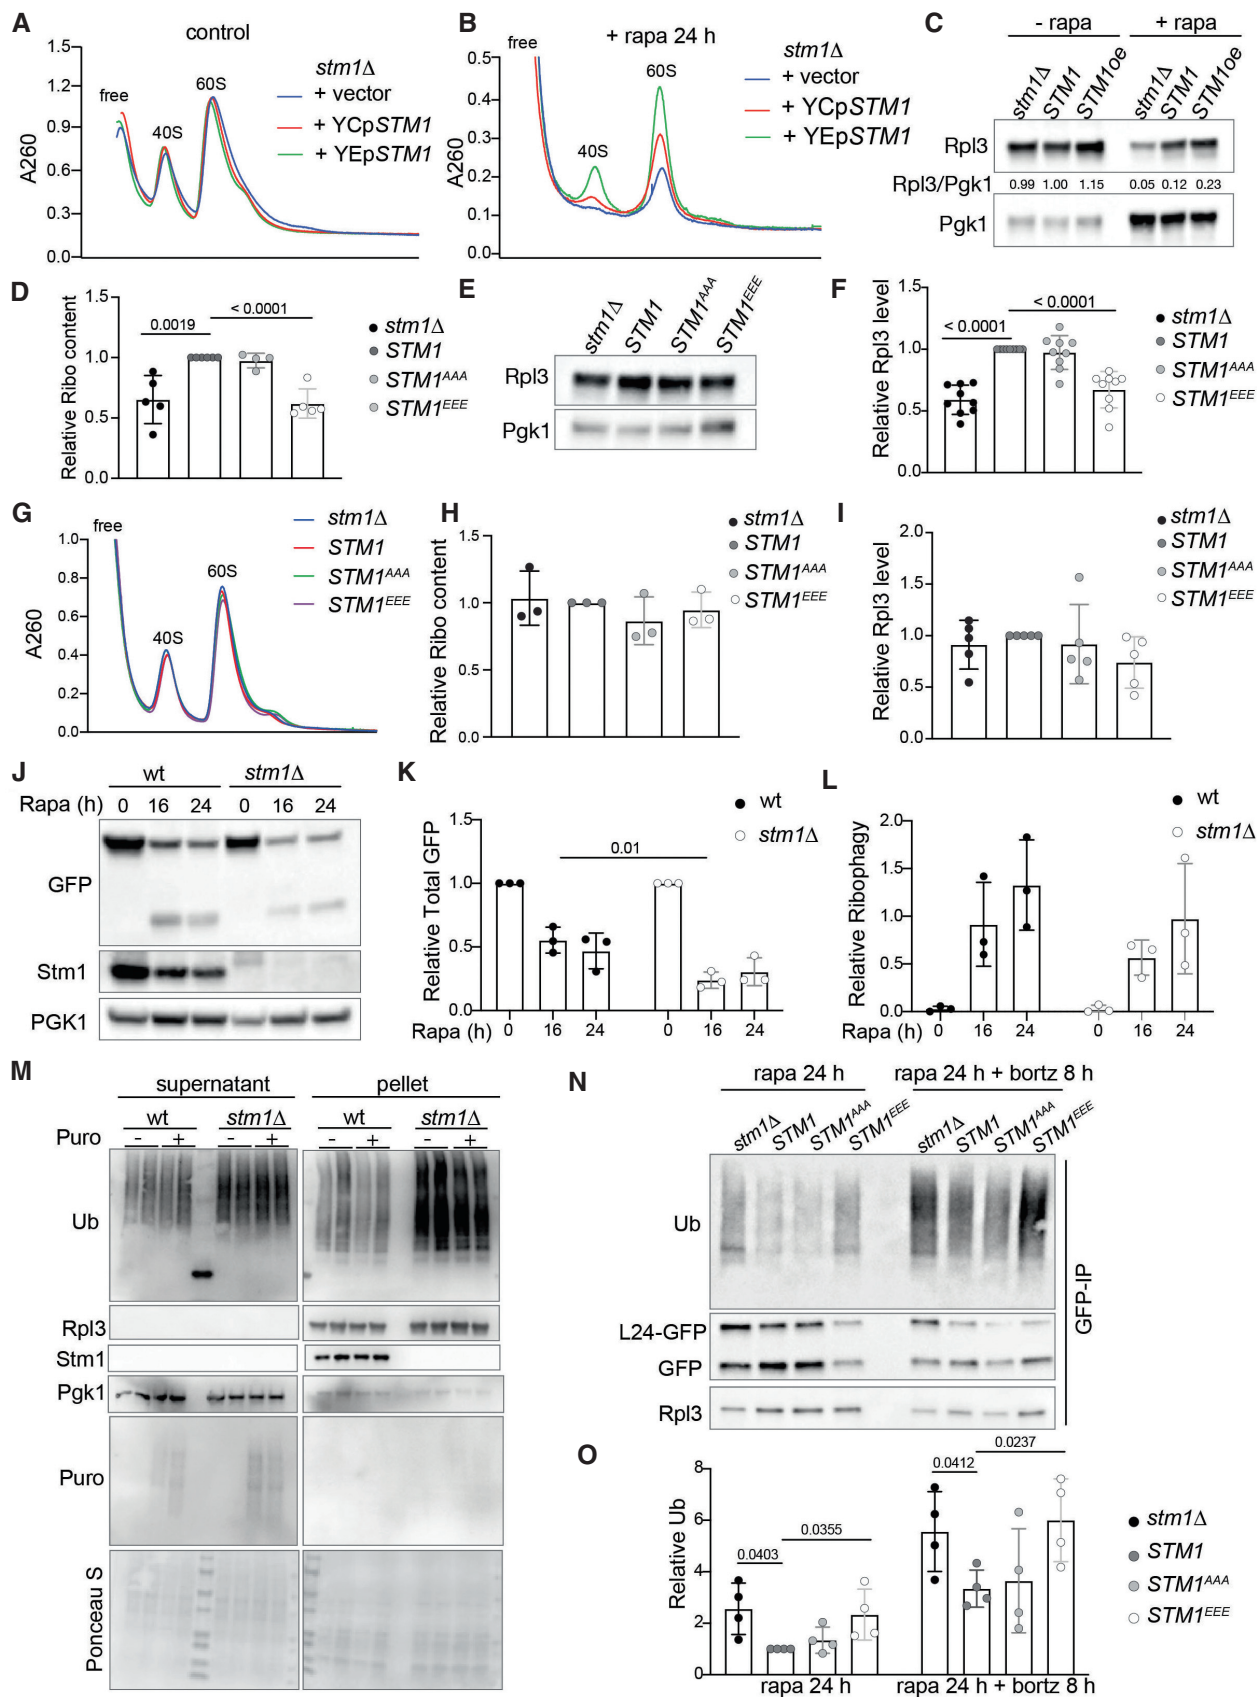 A
control
1.5
1.2
0.9
0.6
0.3
0.0
A260
free
40S
60S
stm1Δ
+ vector
+ YCpSTM1
+ YEpSTM1
B
+ rapa 24 h
free
0.5
0.4
0.3
0.2
0.1
0.0
A260
40S
60S
stm1Δ
+ vector
+ YCpSTM1
+ YEpSTM1
C
- rapa
+ rapa
stm1Δ STM1 STM1oe stm1Δ STM1 STM1oe
Rpl3
Rpl3/Pgk1 0.99 1.00 1.15 0.05 0.12 0.23
Pgk1
D
Relative Ribo content
1.5
1.0
0.5
0.0
0.0019
< 0.0001
stm1Δ
STM1
STM1AAA
STM1EEE
E
stm1Δ STM1 STM1AAA STM1EEE
Rpl3
Pgk1
F
Relative Rpl3 level
1.5
1.0
0.5
0.0
< 0.0001
< 0.0001
stm1Δ
STM1
STM1AAA
STM1EEE
G
A260
free
1.0
0.8
0.6
0.4
0.2
0.0
40S
60S
stm1Δ
STM1
STM1AAA
STM1EEE
H
Relative Ribo content
1.5
1.0
0.5
0.0
stm1Δ
STM1
STM1AAA
STM1EEE
I
Relative Rpl3 level
2.0
1.5
1.0
0.5
0.0
stm1Δ
STM1
STM1AAA
STM1EEE
J
wt stm1Δ
Rapa (h) 0 16 24 0 16 24
GFP
Stm1
PGK1
K
Relative Total GFP
1.5
1.0
0.5
0.0
0.01
wt
stm1Δ
Rapa (h) 0 16 24 0 16 24
L
Relative Ribophagy
2.0
1.5
1.0
0.5
0.0
wt
stm1Δ
Rapa (h) 0 16 24 0 16 24
M
supernatant pellet
wt stm1Δ wt stm1Δ
Puro - + - + - + - +
Ub
Rpl3
Stm1
Pgk1
Puro
Ponceau S
N
rapa 24 h rapa 24 h + bortz 8 h
stm1Δ STM1 STM1AAA STM1EEE stm1Δ STM1 STM1AAA STM1EEE
Ub
L24-GFP
GFP
Rpl3
GFP-IP
O
Relative Ub
8
6
4
2
0
0.0403
0.0355
0.0412
0.0237
rapa 24 h rapa 24 h + bortz 8 h
stm1Δ
STM1
STM1AAA
STM1EEE